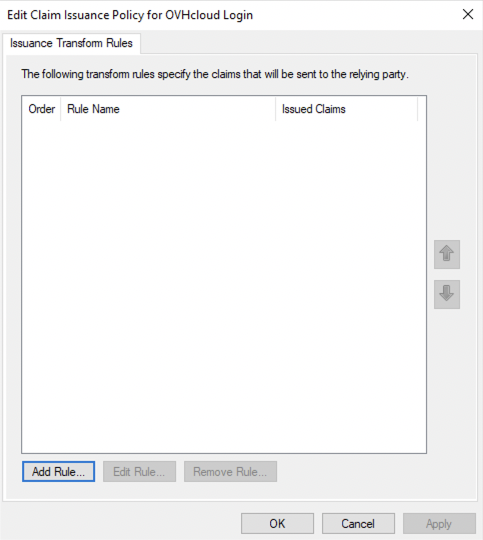 Edit Claim Issuance Policy for OVHcloud Login
Issuance Transform Rules
The following transform rules specify the claims that will be sent to the relying party.
Order Rule Name Issued Claims
Add Rule... Edit Rule... Remove Rule...
OK Cancel Apply